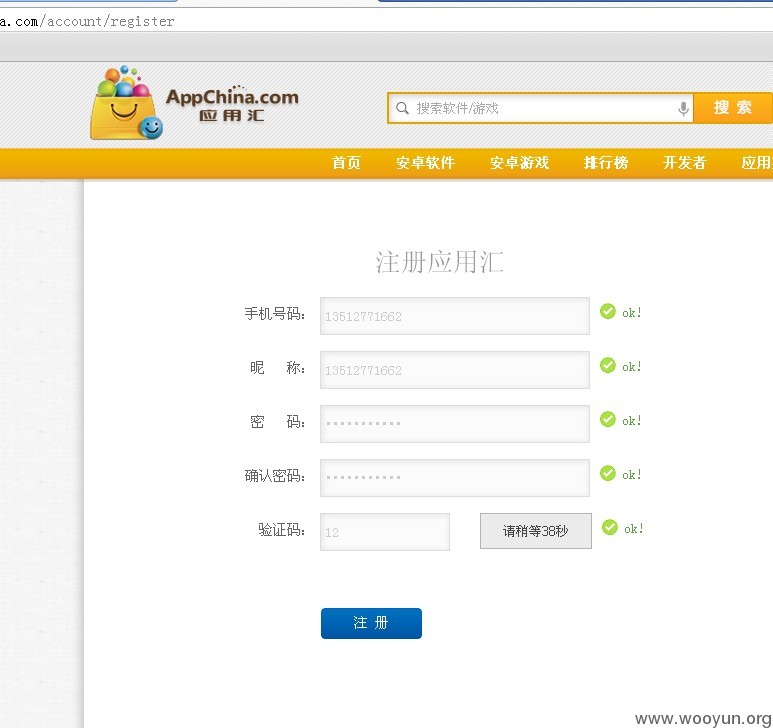 a.com/account/register
AppChina.com
应用汇
搜索软件/游戏
搜 索
首页 安卓软件 安卓游戏 排行榜 开发者 应用
注册应用汇
手机号码： 13512771662 ok!
昵 称： 13512771662 ok!
密 码： ••••••••••• ok!
确认密码： ••••••••••• ok!
验证码： 12 请稍等38秒 ok!
注 册
www.wooyun.org